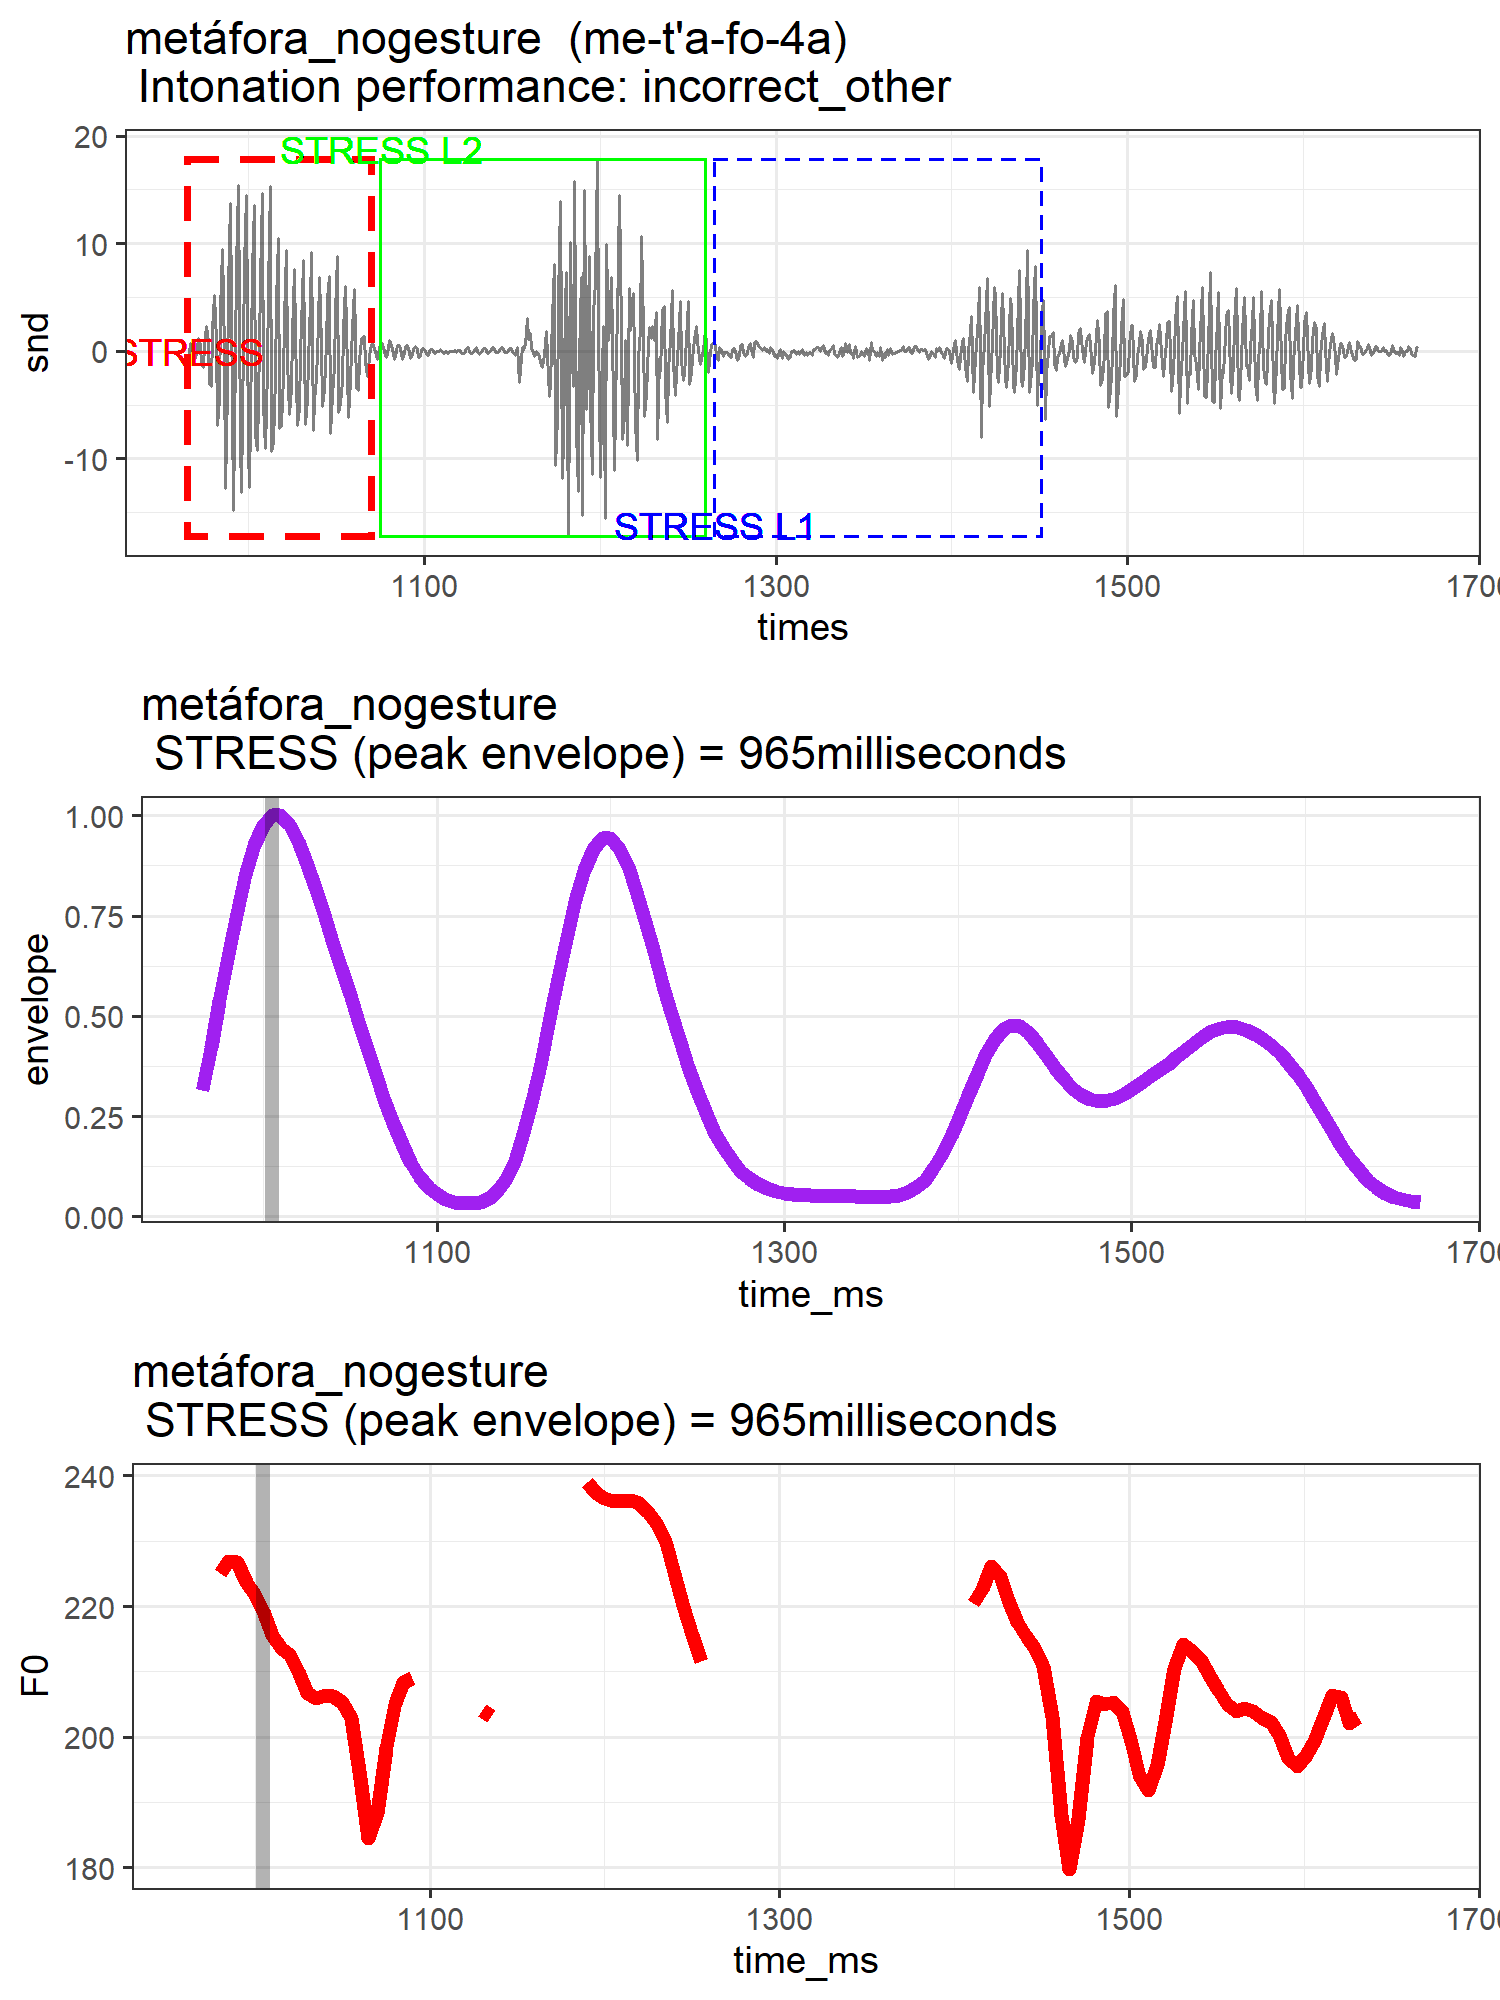 metáfora_nogesture  (me-t'a-fo-4a)
Intonation performance: incorrect_other
20
10
0
-10
snd
STRESS L2
STRESS
STRESS L1
1100
1300
1500
1700
times
metáfora_nogesture
STRESS (peak envelope) = 965milliseconds
1.00
0.75
0.50
0.25
0.00
envelope
1100
1300
1500
1700
time_ms
metáfora_nogesture
STRESS (peak envelope) = 965milliseconds
240
220
200
180
F0
1100
1300
1500
1700
time_ms